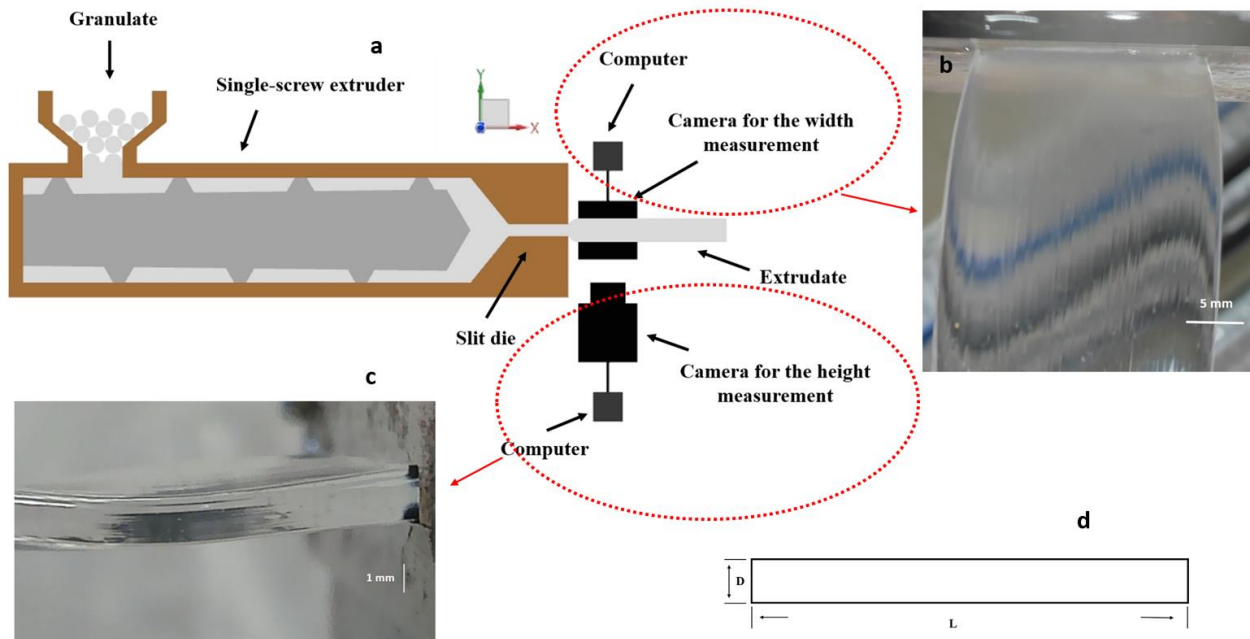 Granulate
a
Single-screw extruder
Y
X
Computer
Camera for the width
measurement
b
5 mm
Extrudate
Slit die
Camera for the height
measurement
Computer
c
1 mm
d
D
L